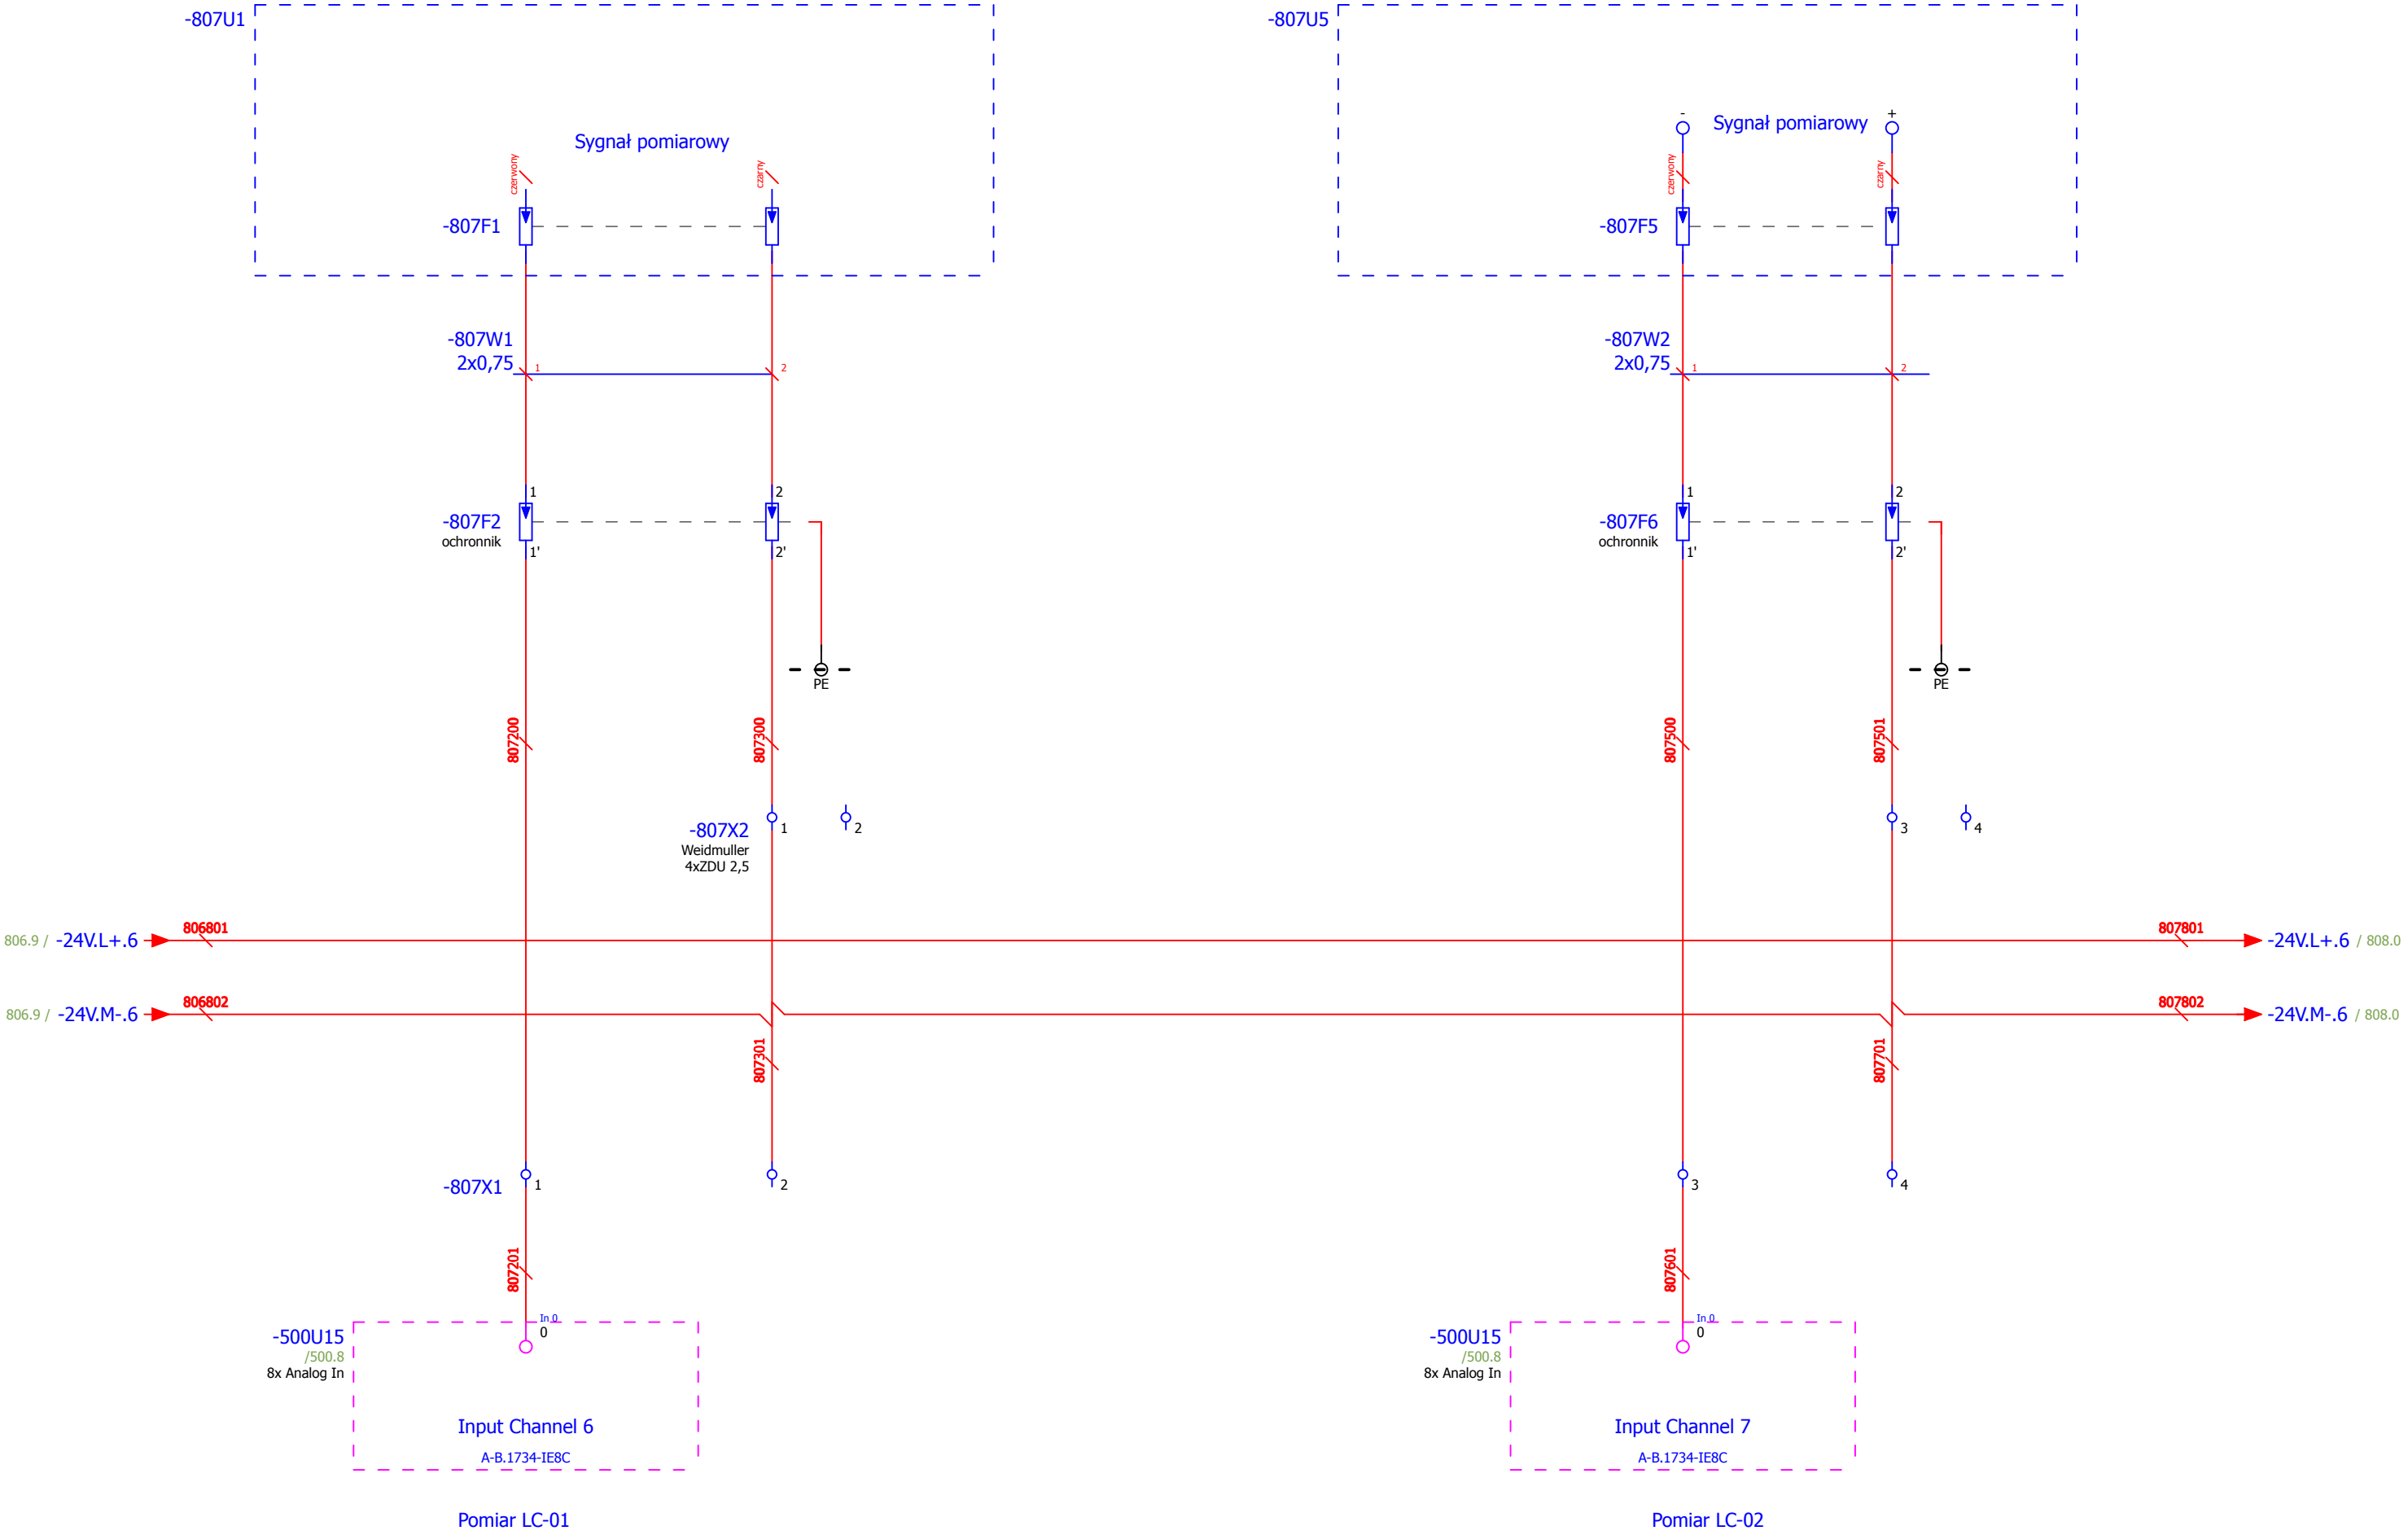 -807U1
-807U5
Sygnał pomiarowy
- Sygnał pomiarowy +
czerwony
czarny
czerwony
czarny
-807F1
-807F5
-807W1
2x0,75
1
2
-807W2
2x0,75
1
2
1
2
-807F2
ochronnik
1'
2'
1
2
-807F6
ochronnik
1'
2'
PE
PE
807200
807300
807500
807501
-807X2
Weidmuller
4xZDU 2,5
1
2
3
4
806.9 / -24V.L+.6
806801
807801
-24V.L+.6 / 808.0
806.9 / -24V.M-.6
806802
807802
-24V.M-.6 / 808.0
807301
807701
-807X1
1
2
3
4
807201
807601
-500U15
/500.8
8x Analog In
In 0
0
Input Channel 6
A-B.1734-IE8C
-500U15
/500.8
8x Analog In
In 0
0
Input Channel 7
A-B.1734-IE8C
Pomiar LC-01
Pomiar LC-02